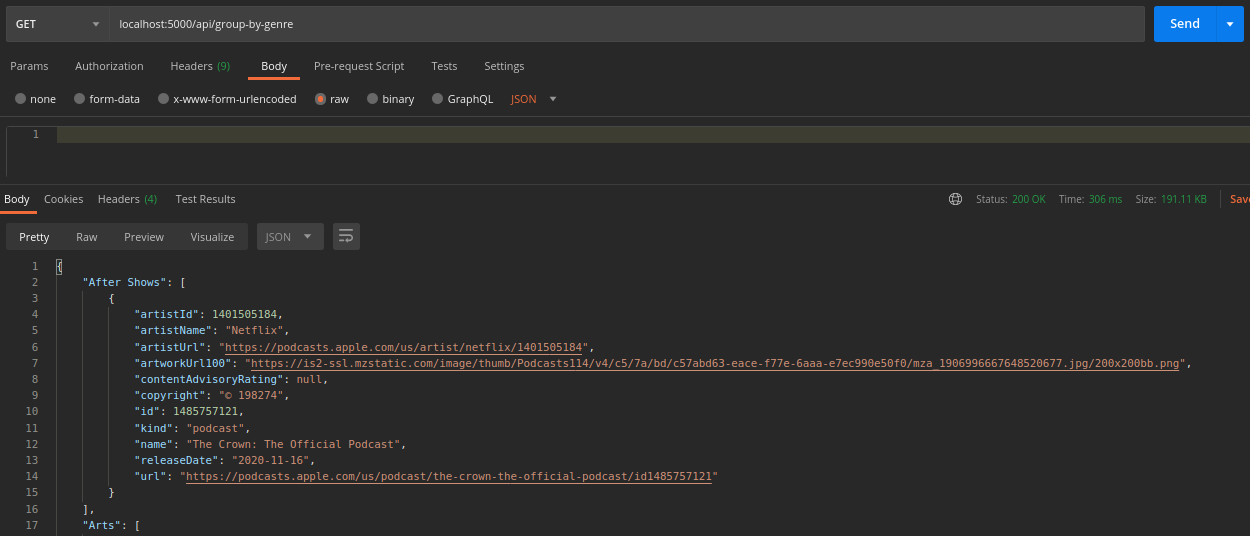 GET localhost:5000/api/group-by-genre Send
Params Authorization Headers (9) Body Pre-request Script Tests Settings
none form-data x-www-form-urlencoded raw binary GraphQL JSON
1
Body Cookies Headers (4) Test Results Status: 200 OK Time: 306 ms Size: 191.11 KB Save
Pretty Raw Preview Visualize JSON
1 {
2 "After Shows": [
3 {
4 "artistId": 1401505184,
5 "artistName": "Netflix",
6 "artistUrl": "https://podcasts.apple.com/us/artist/netflix/1401505184",
7 "artworkUrl100": "https://is2-ssl.mzstatic.com/image/thumb/Podcasts114/v4/c5/7a/bd/c57abd63-eace-f77e-6aaa-e7ec990e50f0/mza_1906996667648520677.jpg/200x200bb.png",
8 "contentAdvisoryRating": null,
9 "copyright": "© 198274",
10 "id": 1485757121,
11 "kind": "podcast",
12 "name": "The Crown: The Official Podcast",
13 "releaseDate": "2020-11-16",
14 "url": "https://podcasts.apple.com/us/podcast/the-crown-the-official-podcast/id1485757121"
15 }
16 ],
17 "Arts": [